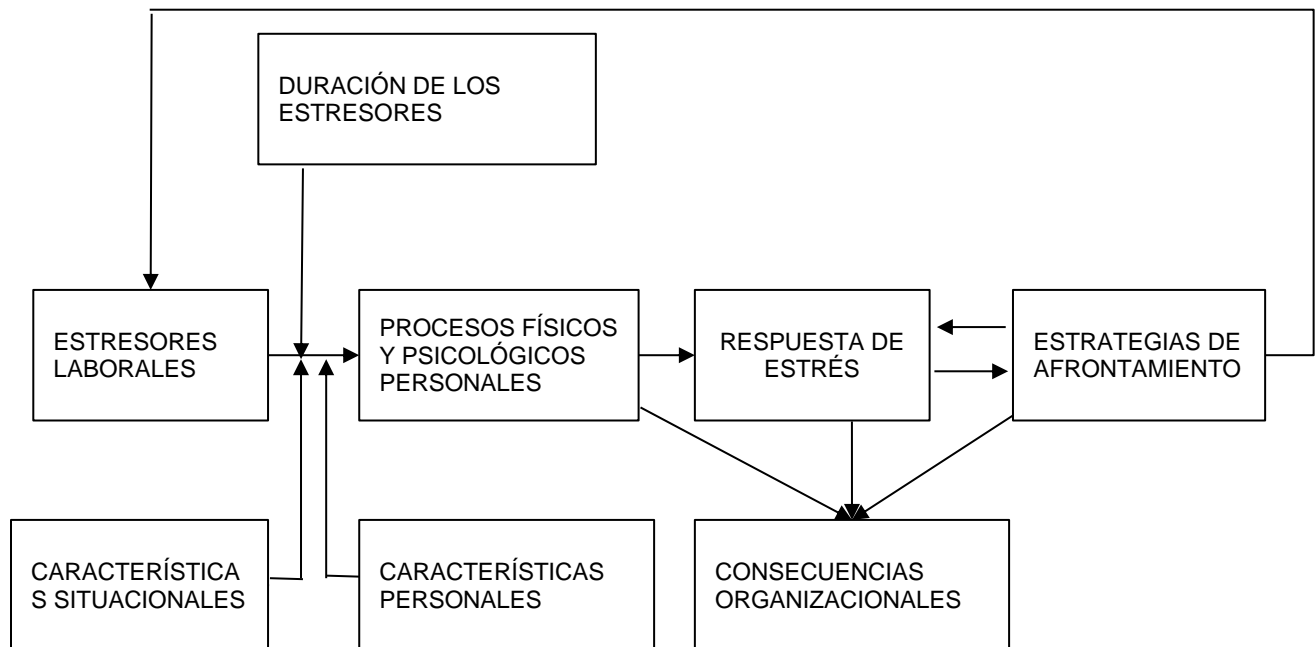 DURACIÓN DE LOS
ESTRESORES
ESTRESORES
LABORALES
PROCESOS FÍSICOS
Y PSICOLÓGICOS
PERSONALES
RESPUESTA DE
ESTRÉS
ESTRATEGIAS DE
AFRONTAMIENTO
CARACTERÍSTICA
S SITUACIONALES
CARACTERÍSTICAS
PERSONALES
CONSECUENCIAS
ORGANIZACIONALES